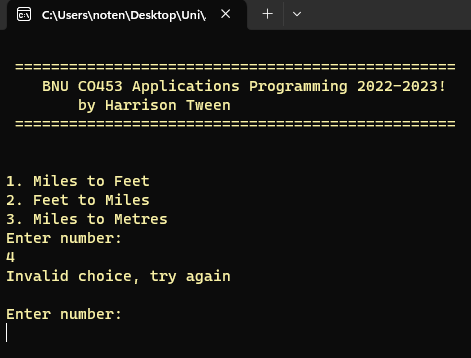 C:\Users\noten\Desktop\Uni\
==================================================
BNU CO453 Applications Programming 2022-2023!
by Harrison Tween
==================================================
1. Miles to Feet
2. Feet to Miles
3. Miles to Metres
Enter number:
4
Invalid choice, try again
Enter number: